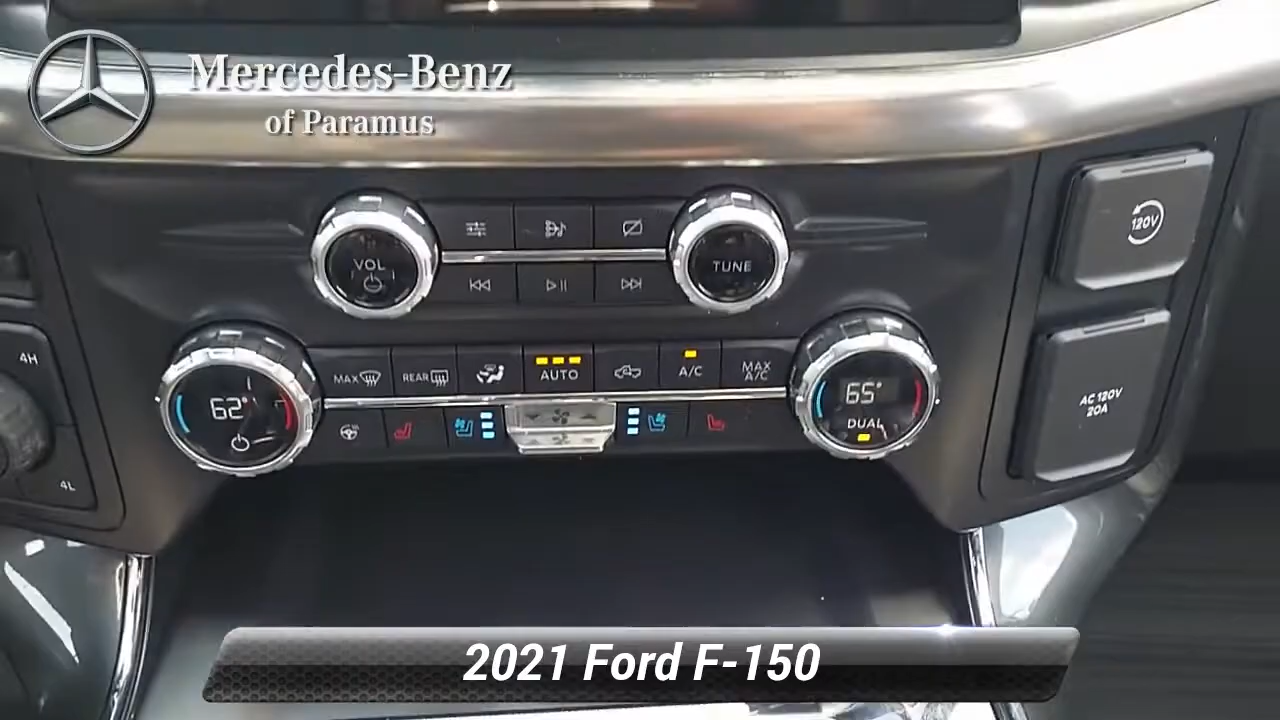 Mercedes-Benz
of Paramus
VOL
TUNE
120V
4H
MAX
REAR
AUTO
A/C
MAX
A/C
62°
65°
DUAL
AC 120V
20A
4L
2021 Ford F-150